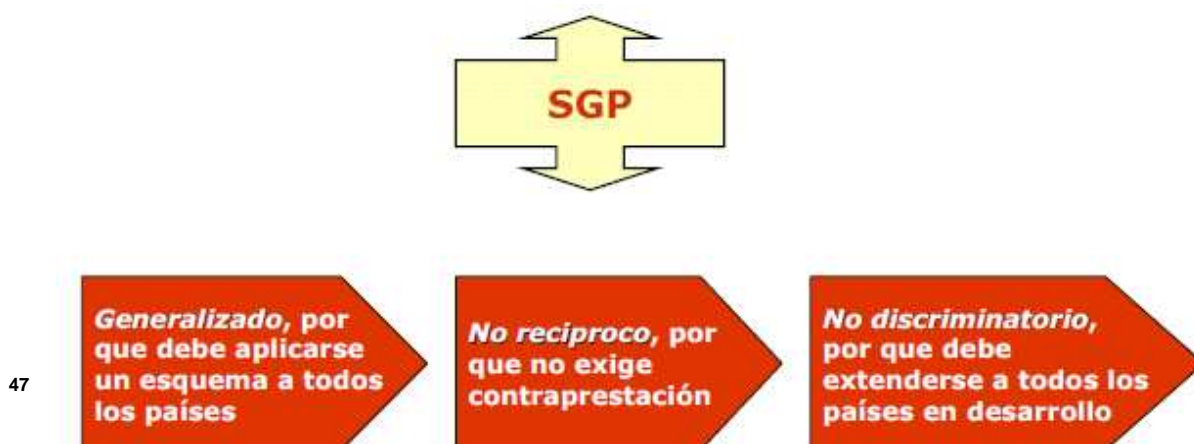 SGP
Generalizado, por
que debe aplicarse
un esquema a todos
los países
No reciproco, por
que no exige
contraprestación
No discriminatorio,
por que debe
extenderse a todos los
países en desarrollo
47